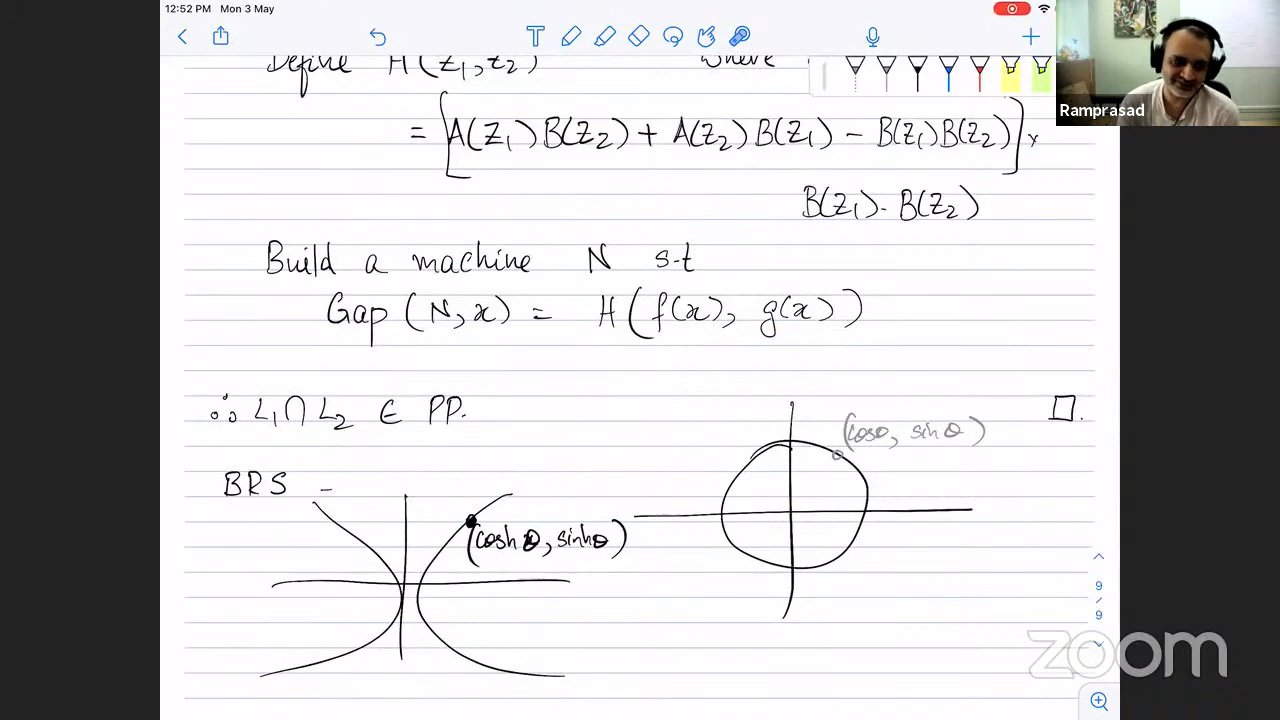 12:52 PM Mon 3 May
Ramprasad
Define H(z₁, z₂) where
= [A(z₁)B(z₂) + A(z₂)B(z₁) − B(z₁)B(z₂)] ×
B(z₁). B(z₂)
Build a machine N s.t
Gap (N, x) = H(f(x), g(x))
∴ L₁∩L₂ ∈ PP. □.
(cosθ, sinθ)
BRS -
(coshθ, sinhθ)
9
/
9
zoom